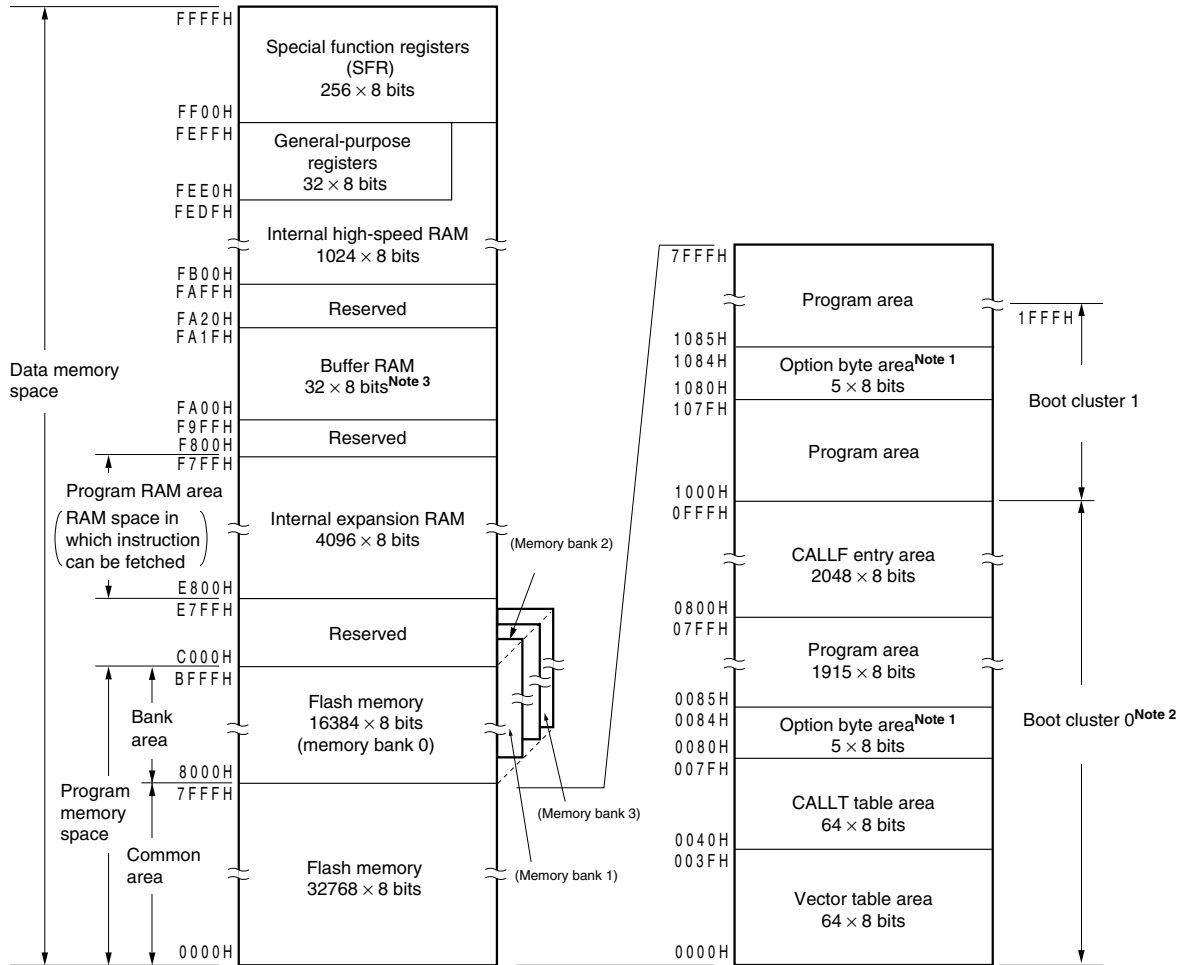 FFFFH
Special function registers
(SFR)
256 × 8 bits
FF00H
FEFFH
General-purpose
registers
32 × 8 bits
FEE0H
FEDFH
Internal high-speed RAM
1024 × 8 bits
FB00H
FAFFH
Reserved
FA20H
FA1FH
Buffer RAM
32 × 8 bits Note 3
FA00H
F9FFH
Reserved
F800H
F7FFH
Data memory
space
Program RAM area
(RAM space in
which instruction
can be fetched)
Internal expansion RAM
4096 × 8 bits
E800H
E7FFH
Reserved
C000H
BFFFH
Flash memory
16384 × 8 bits
(memory bank 0)
Bank
area
8000H
7FFFH
Program
memory
space
Common
area
Flash memory
32768 × 8 bits
0000H
(Memory bank 2)
(Memory bank 3)
(Memory bank 1)
7FFFH
Program area
1FFFH
1085H
1084H
Option byte area Note 1
5 × 8 bits
1080H
107FH
Boot cluster 1
Program area
1000H
0FFFH
CALLF entry area
2048 × 8 bits
0800H
07FFH
Program area
1915 × 8 bits
0085H
0084H
Option byte area Note 1
5 × 8 bits
Boot cluster 0 Note 2
0080H
007FH
CALLT table area
64 × 8 bits
0040H
003FH
Vector table area
64 × 8 bits
0000H